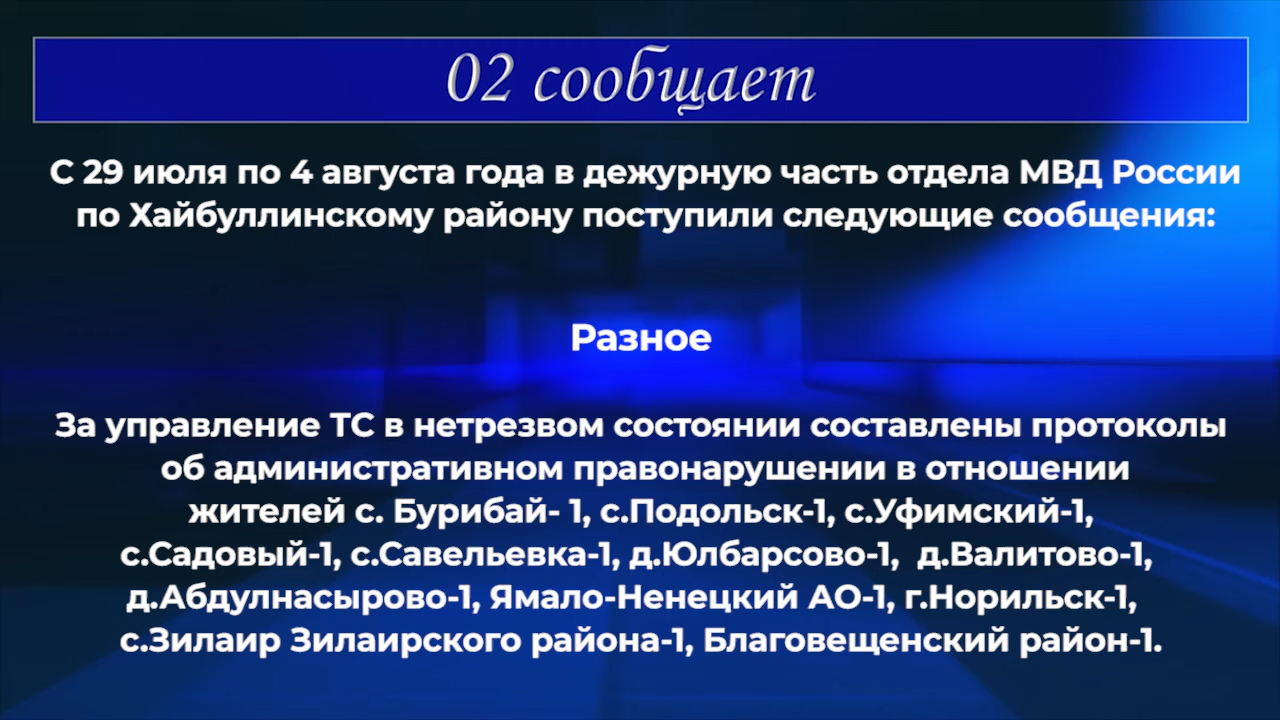 02 сообщает
С 29 июля по 4 августа года в дежурную часть отдела МВД России
по Хайбуллинскому району поступили следующие сообщения:
Разное
За управление ТС в нетрезвом состоянии составлены протоколы
об административном правонарушении в отношении
жителей с. Бурибай- 1, с.Подольск-1, с.Уфимский-1,
с.Садовый-1, с.Савельевка-1, д.Юлбарсово-1, д.Валитово-1,
д.Абдулнасырово-1, Ямало-Ненецкий АО-1, г.Норильск-1,
с.Зилаир Зилаирского района-1, Благовещенский район-1.